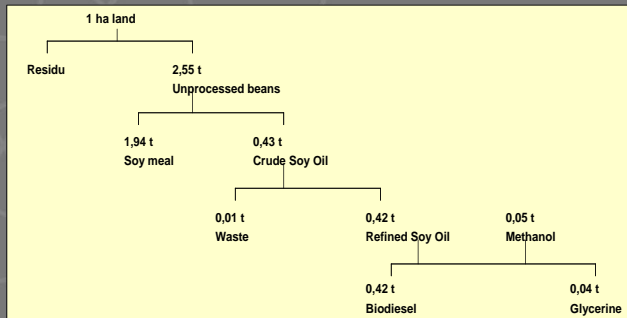 1 ha land
Residu
2,55 t
Unprocessed beans
1,94 t
Soy meal
0,43 t
Crude Soy Oil
0,01 t
Waste
0,42 t
Refined Soy Oil
0,05 t
Methanol
0,42 t
Biodiesel
0,04 t
Glycerine